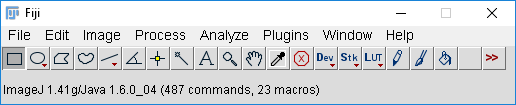 Fiji
File Edit Image Process Analyze Plugins Window Help
A Dev Stk LUT >>
ImageJ 1.41g/Java 1.6.0_04 (487 commands, 23 macros)